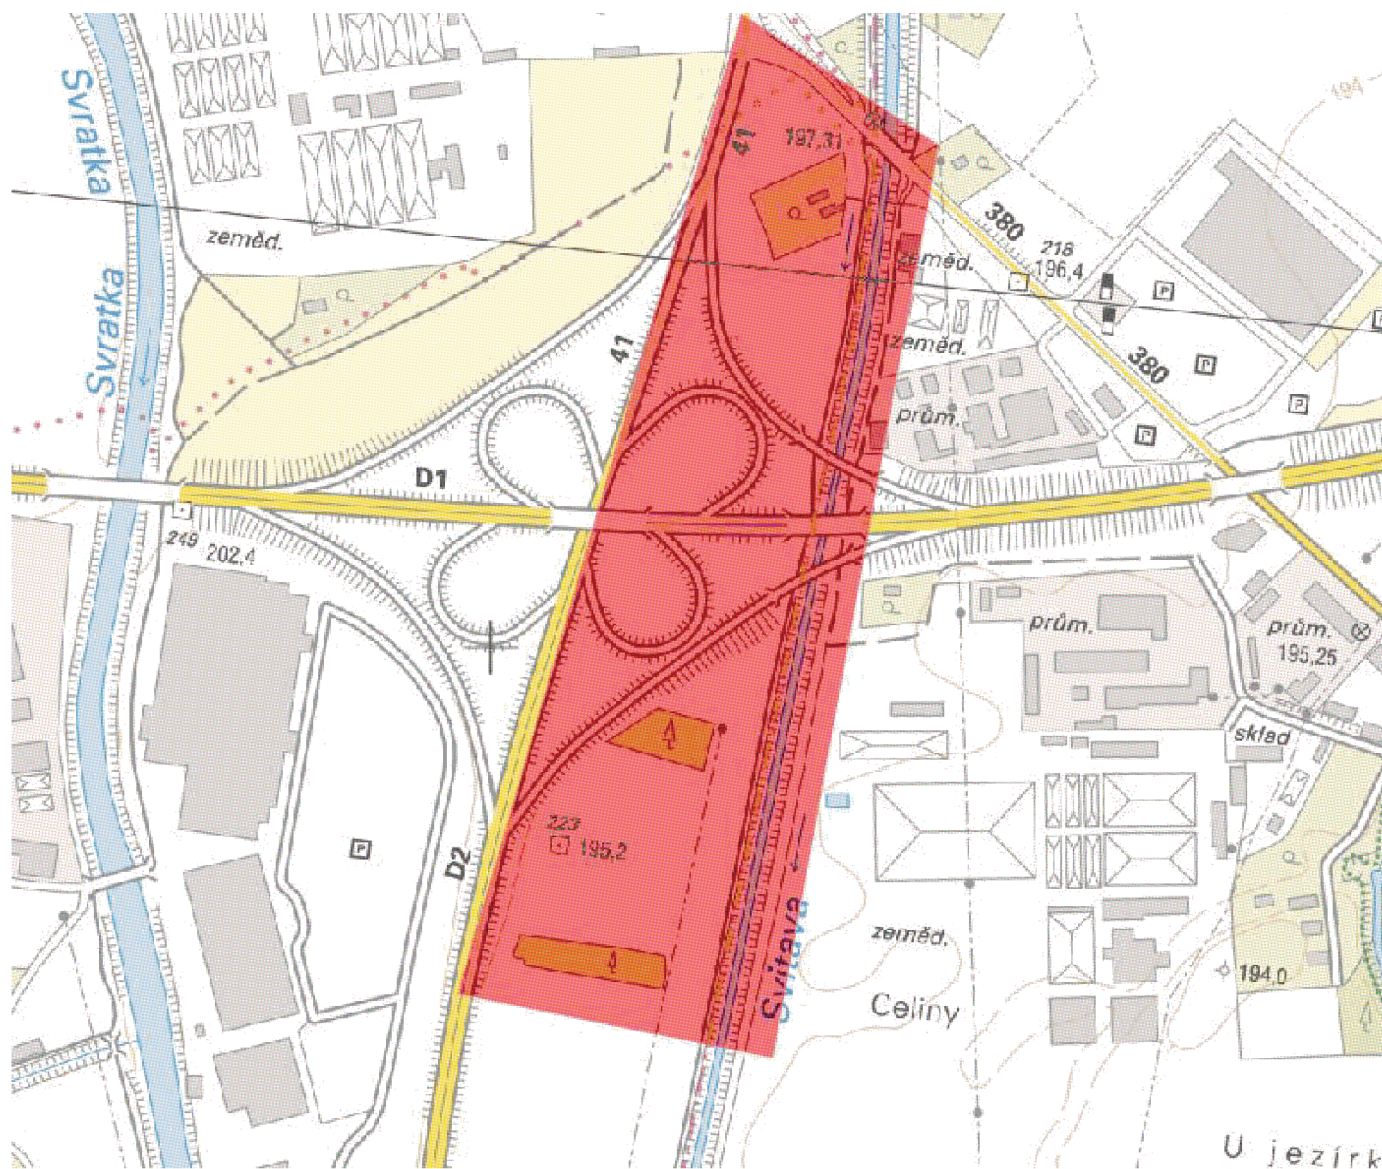 194
Svratka
41
197,31
380
218
196,4
zeměd.
zeměd.
P
Svratka
P
zeměd.
41
380
P
P
prům.
P
D1
249
202,4
prům.
prům.
195,25
sklad
223
195,2
P
D2
Svitava
zeměd.
194,0
Celiny
U jezírk